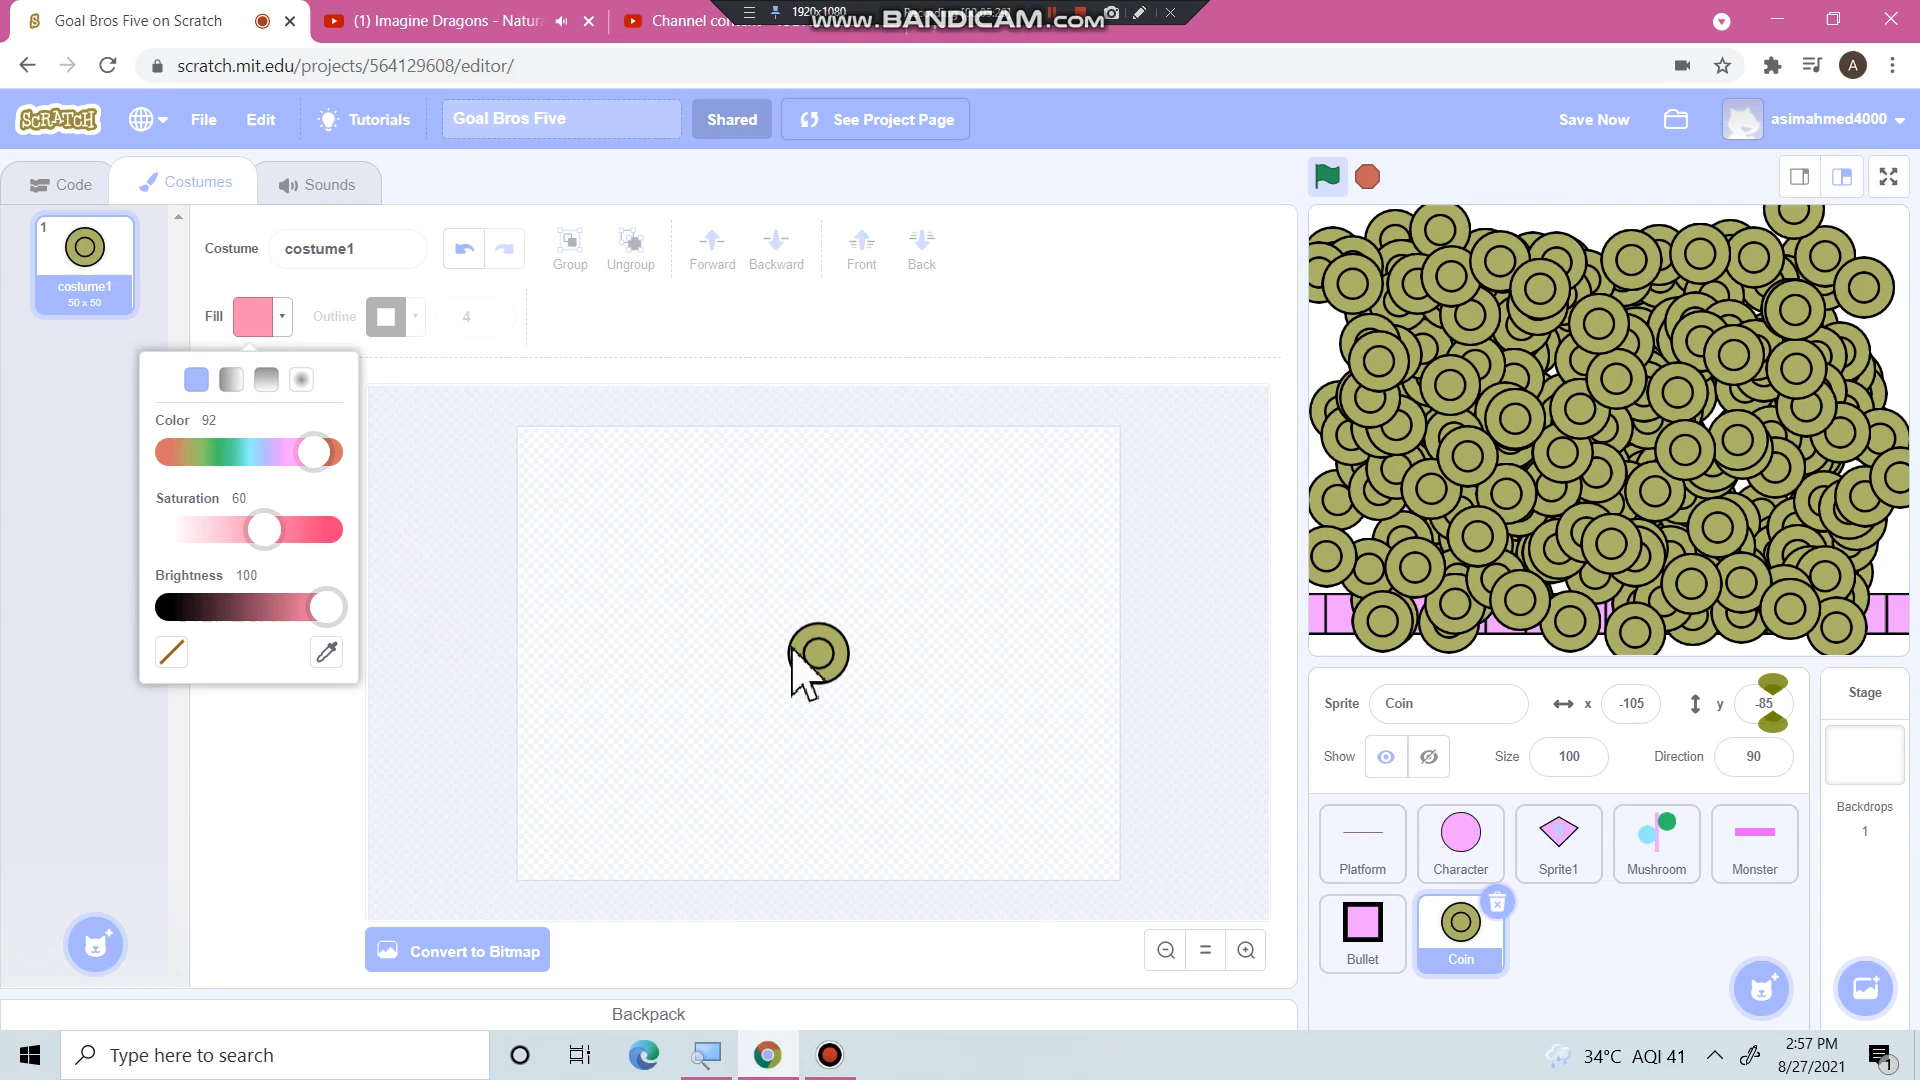 Goal Bros Five on Scratch
(1) Imagine Dragons - Natur
Channel con
1920x1080
www.BANDICAM.com
scratch.mit.edu/projects/564129608/editor/
A
SCRATCH
File
Edit
Tutorials
Goal Bros Five
Shared
See Project Page
Save Now
asimahmed4000
Code
Costumes
Sounds
1
costume1
50 x 50
Costume
costume1
Group
Ungroup
Forward
Backward
Front
Back
Fill
Outline
4
Color 92
Saturation 60
Brightness 100
Convert to Bitmap
Backpack
Sprite
Coin
x
-105
y
-85
Show
Size
100
Direction
90
Stage
Backdrops
1
Platform
Character
Sprite1
Mushroom
Monster
Bullet
Coin
Type here to search
34°C AQI 41
2:57 PM
8/27/2021
1